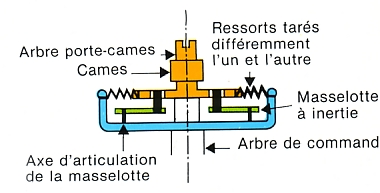 Arbre porte-cames
Cames
Ressorts tarés
différemment
l'un et l'autre
Masselotte
à inertie
Arbre de command
Axe d'articulation
de la masselotte